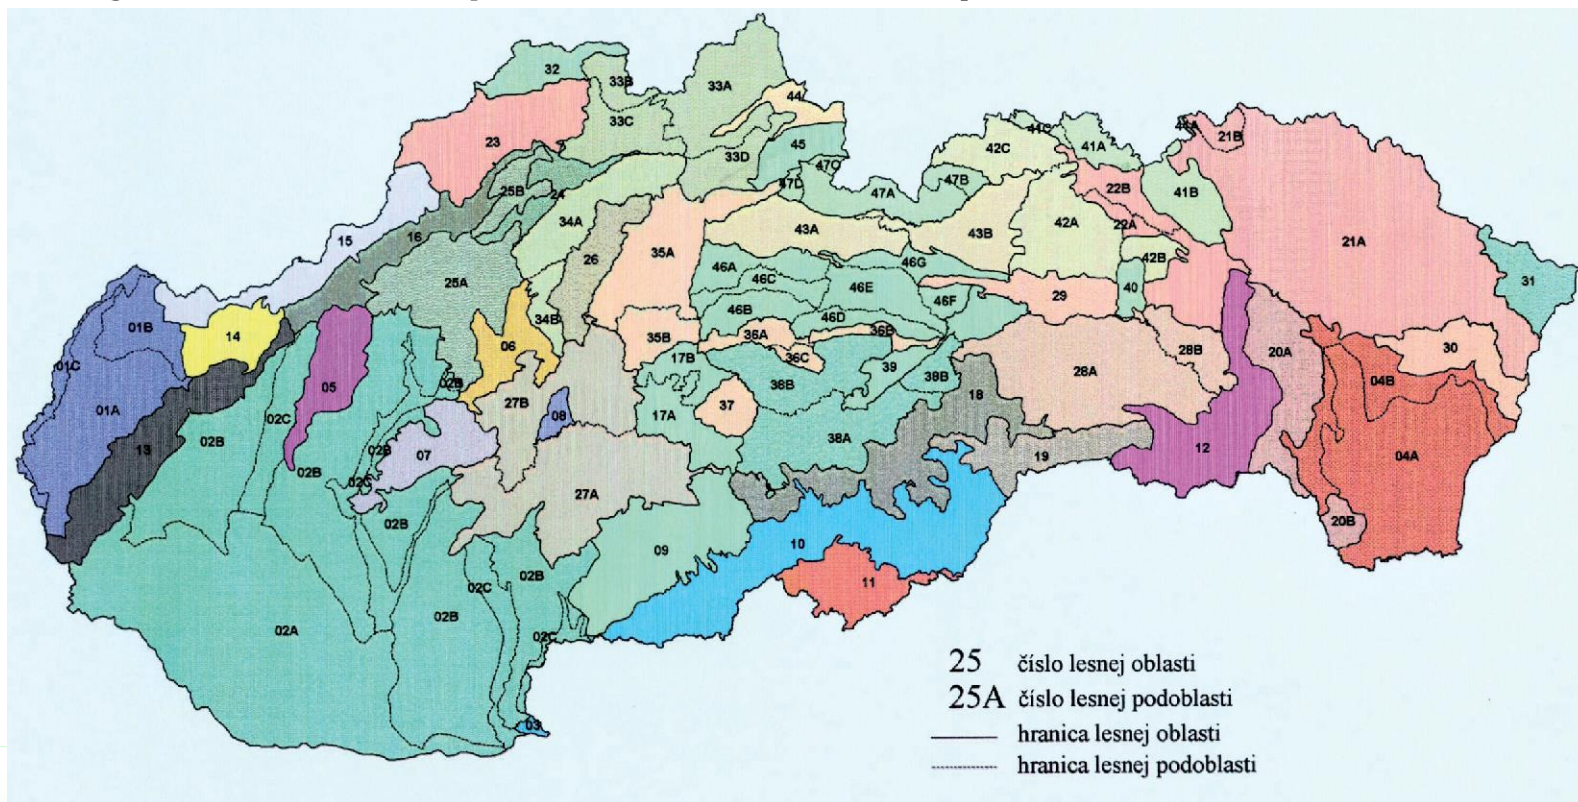 32
33B
33A
44
33C
23
45
33D
47C
42C
41C
41A
44A
21B
25B
24
47D
47A
47B
22B
41B
34A
15
16
26
35A
43A
43B
42A
22A
21A
42B
46A
46C
46G
46E
25A
29
40
31
01B
14
06
34B
46B
46F
46D
36A
36B
35B
01C
05
02B
17B
36C
39
28B
20A
30
01A
02C
27B
08
38B
38B
28A
04B
13
02B
17A
37
18
02B
07
38A
12
04A
02B
02C
19
27A
02B
20B
09
10
02C
02B
11
02A
02B
02C
03
25 číslo lesnej oblasti
25A číslo lesnej podoblasti
hranica lesnej oblasti
hranica lesnej podoblasti